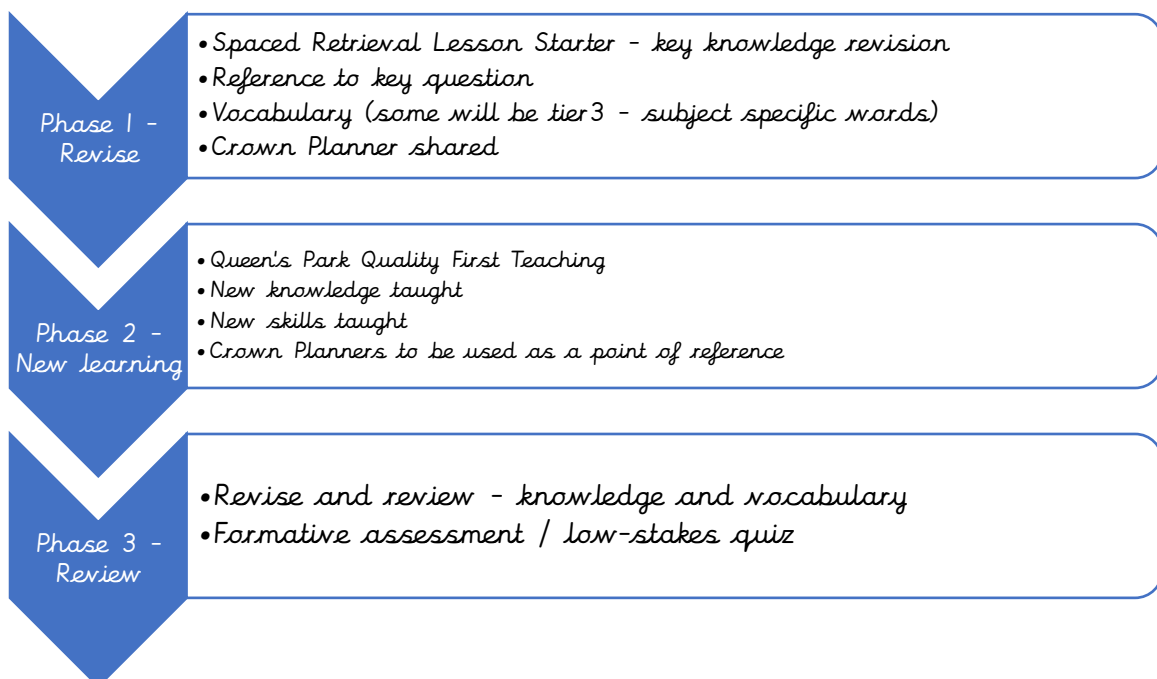 Phase 1 -
Revise
•Spaced Retrieval Lesson Starter - key knowledge revision
•Reference to key question
•Vocabulary (some will be tier3 - subject specific words)
•Crown Planner shared
Phase 2 -
New learning
•Queen's Park Quality First Teaching
•New knowledge taught
•New skills taught
•Crown Planners to be used as a point of reference
Phase 3 -
Review
•Revise and review - knowledge and vocabulary
•Formative assessment / low-stakes quiz